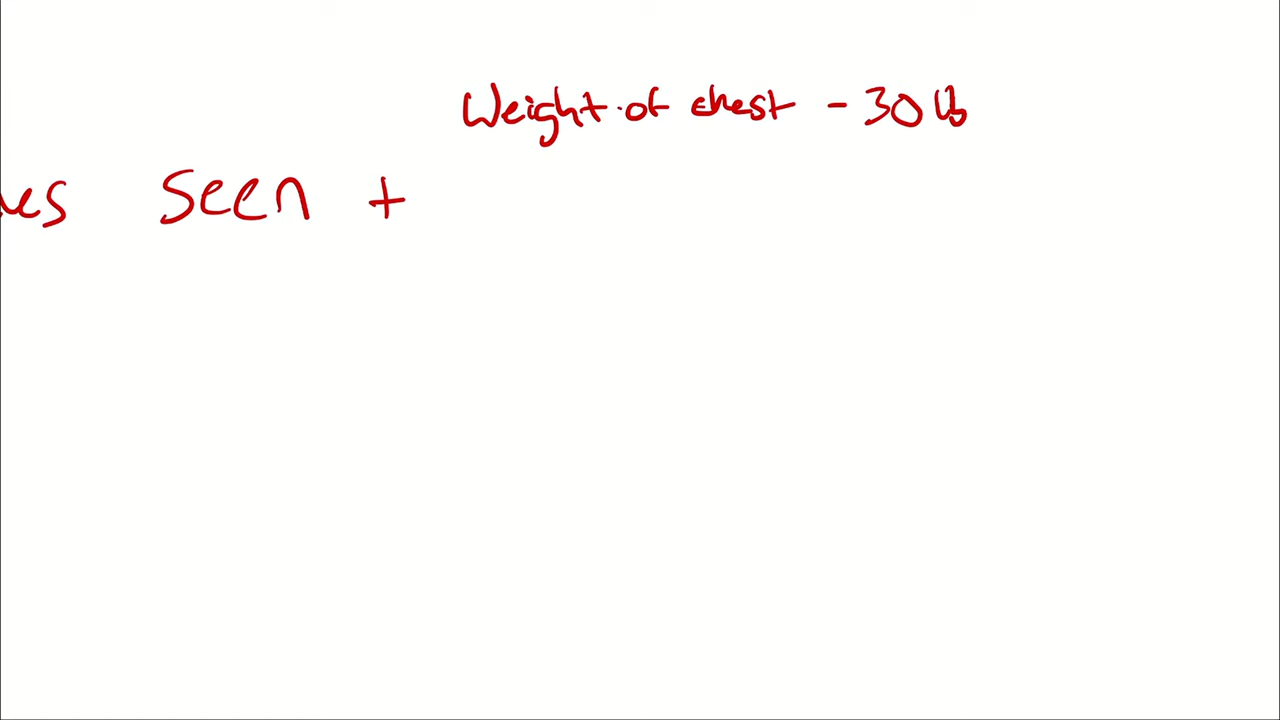 Weight of chest - 30 lb
seen +